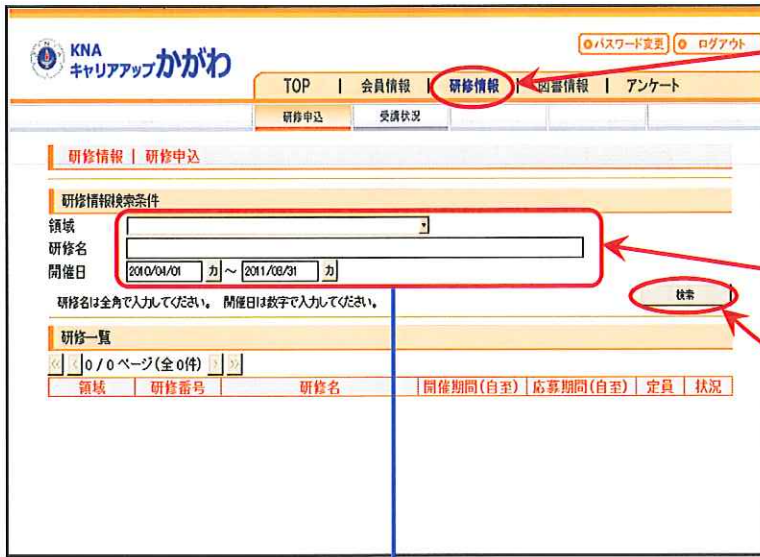 KNA
キャリアアップかがわ
パスワード変更 ログアウト
TOP | 会員情報 | 研修情報 | 図書情報 | アンケート
研修申込 受講状況
研修情報 | 研修申込
研修情報検索条件
領域
研修名
開催日 2010/04/01 カ ～ 2011/03/31 カ
研修名は全角で入力してください。 開催日は数字で入力してください。
検索
研修一覧
<< < 0 / 0 ページ(全 0件) > >>
領域 研修番号 研修名 開催期間(自至) 応募期間(自至) 定員 状況